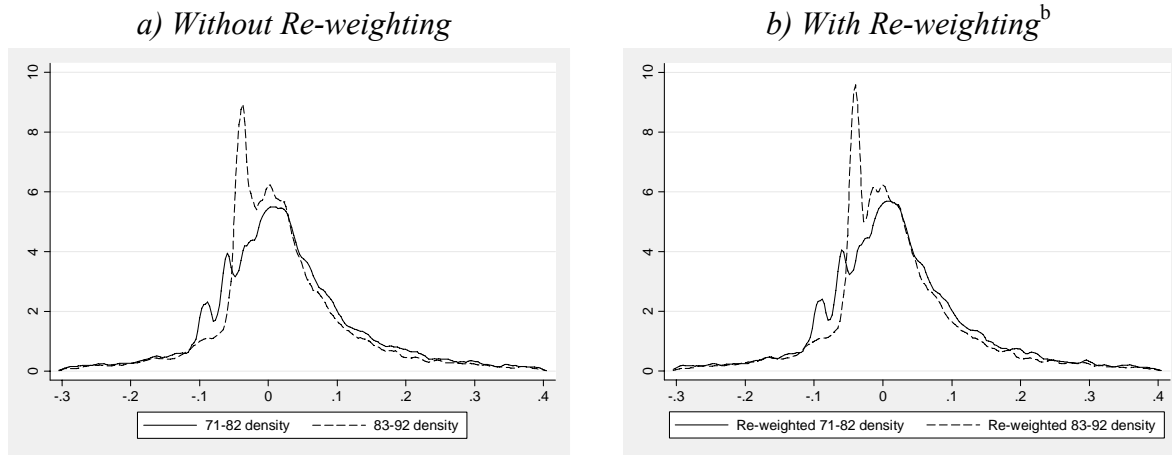 a) Without Re-weighting
10
8
6
4
2
0
-.3 -.2 -.1 0 .1 .2 .3 .4
71-82 density 83-92 density
b) With Re-weighting^b
10
8
6
4
2
0
-.3 -.2 -.1 0 .1 .2 .3 .4
Re-weighted 71-82 density Re-weighted 83-92 density